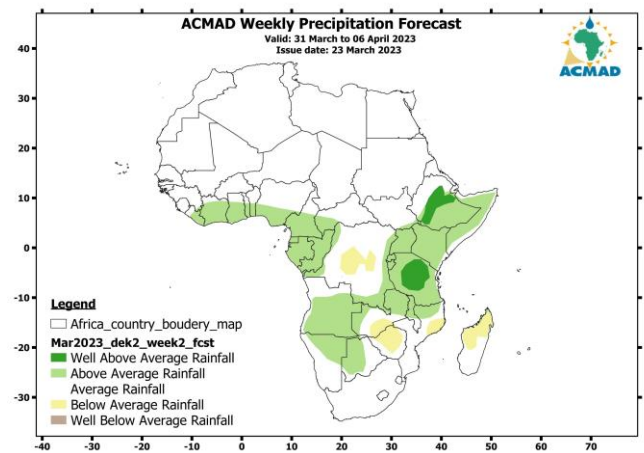 ACMAD Weekly Precipitation Forecast
Valid: 31 March to 06 April 2023
Issue date: 23 March 2023
ACMAD
40
30
20
10
0
-10
-20
-30
Legend
Africa_country_boudery_map
Mar2023_dek2_week2_fcst
Well Above Average Rainfall
Above Average Rainfall
Average Rainfall
Below Average Rainfall
Well Below Average Rainfall
-40 -30 -20 -10 0 10 20 30 40 50 60 70